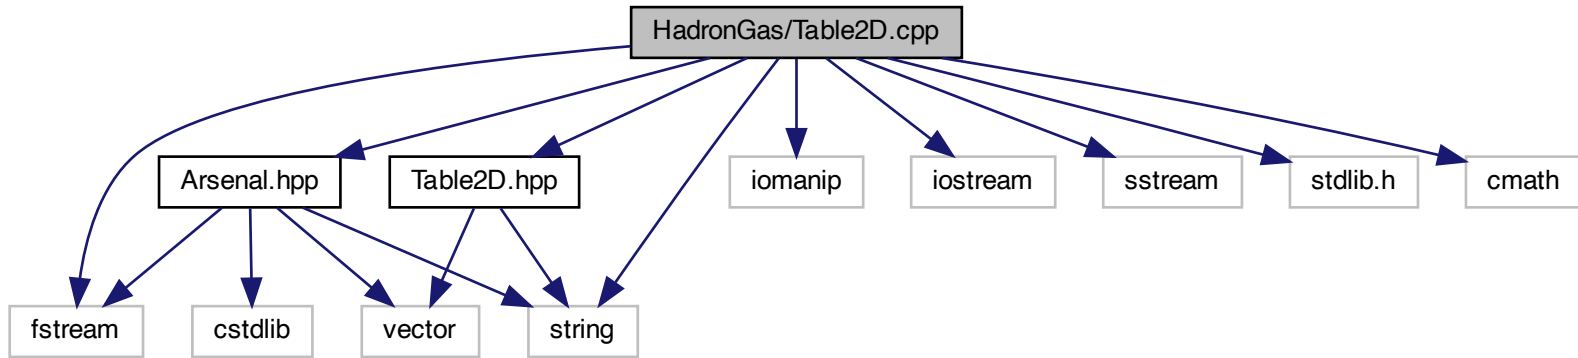 HadronGas/Table2D.cpp
Arsenal.hpp
Table2D.hpp
iomanip
iostream
sstream
stdlib.h
cmath
fstream
cstdlib
vector
string